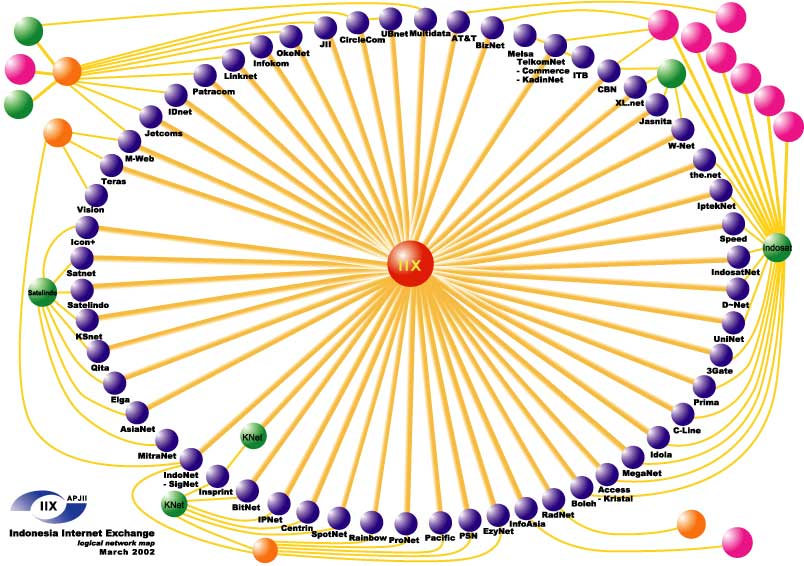 UBnet
Multidata
AT&T
BizNet
CircleCom
JII
OkeNet
Infokom
Linknet
Patracom
IDnet
Jetcoms
M-Web
Teras
Vision
Icon+
Satnet
Satelindo
Satelindo
KSnet
Qita
Elga
AsiaNet
MitraNet
IndoNet
- SigNet
Insprint
KNet
KNet
BitNet
IPNet
Centrin
SpotNet
Rainbow
ProNet
Pacific
PSN
EzyNet
InfoAsia
RadNet
Boleh
Access
- Kristal
MegaNet
Idola
C-Line
Prima
3Gate
UniNet
D~Net
IndosatNet
Speed
Indosat
IptekNet
the.net
W-Net
Jasnita
XL.net
CBN
ITB
Melsa
TelkomNet
- Commerce
- KadinNet
IIX
IIX
APJII
Indonesia Internet Exchange
logical network map
March 2002